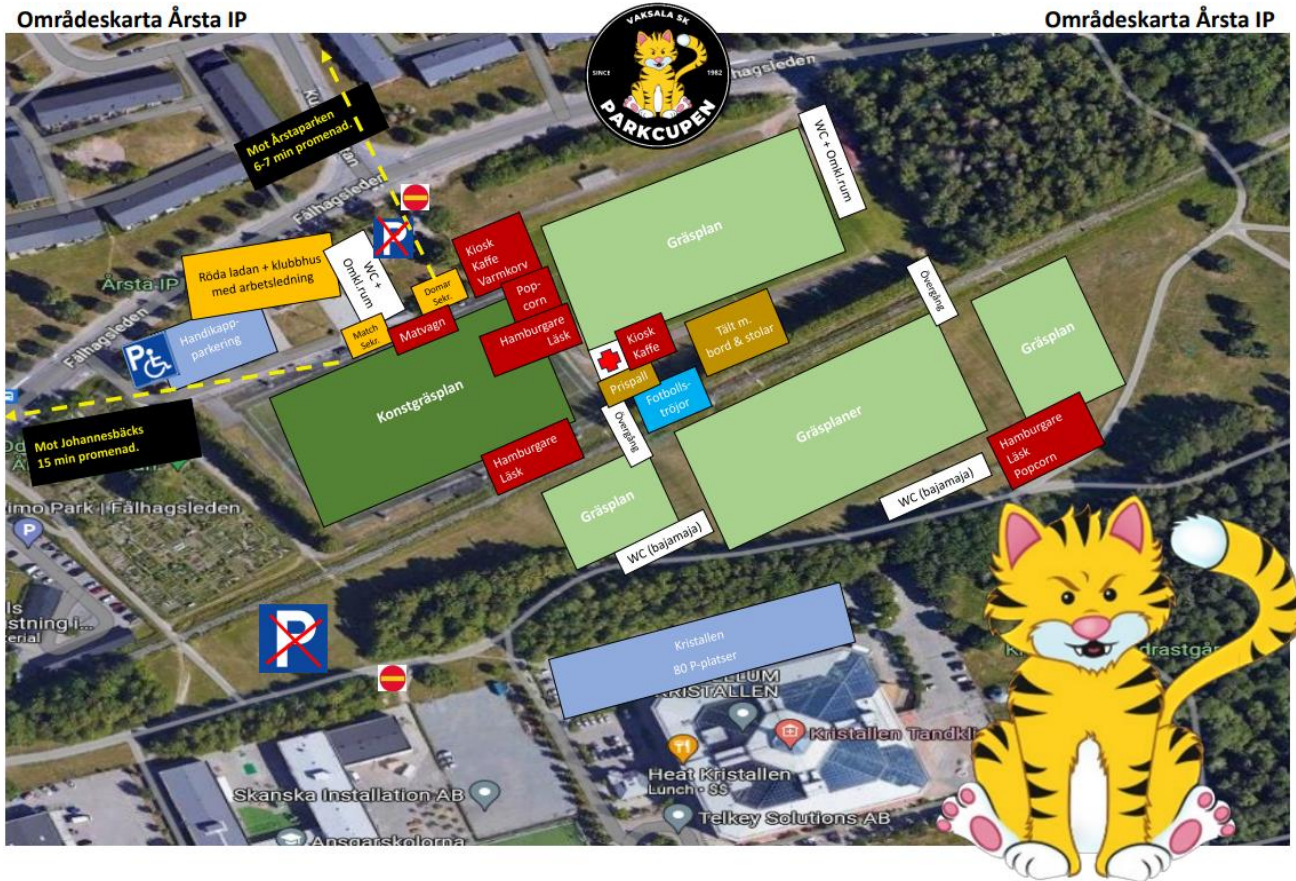 Områdeskarta Årsta IP
Områdeskarta Årsta IP
VAKSALA SK
SINCE
1982
PARKCUPEN
Mot Årstaparken
6-7 min promenad.
Fålhagsleden
WC + Omkl.rum
Gräsplan
Kiosk
Kaffe
Varmkorv
Pop-
corn
Hamburgare
Läsk
Röda ladan + klubbhus
med arbetsledning
WC +
Omkl.rum
Domar
Sekr.
Match
Sekr.
Matvagn
Årsta IP
Fålhagsleden
P
Handikapp-
parkering
Mot Johannesbäcks
15 min promenad.
Konstgräsplan
Kiosk
Kaffe
Tält m.
bord & stolar
Prispall
Fotbolls-
tröjor
Övergång
Övergång
Gräsplan
Gräsplaner
Gräsplan
Hamburgare
Läsk
Hamburgare
Läsk
Popcorn
WC (bajamaja)
WC (bajamaja)
imo Park | Fålhagsleden
P
P
P
Kristallen
80 P-platser
KRISTALLEN
Kristallen Tandkli
Heat Kristallen
Lunch · $$
Telkey Solutions AB
Skanska Installation AB
Ansgarskolorna